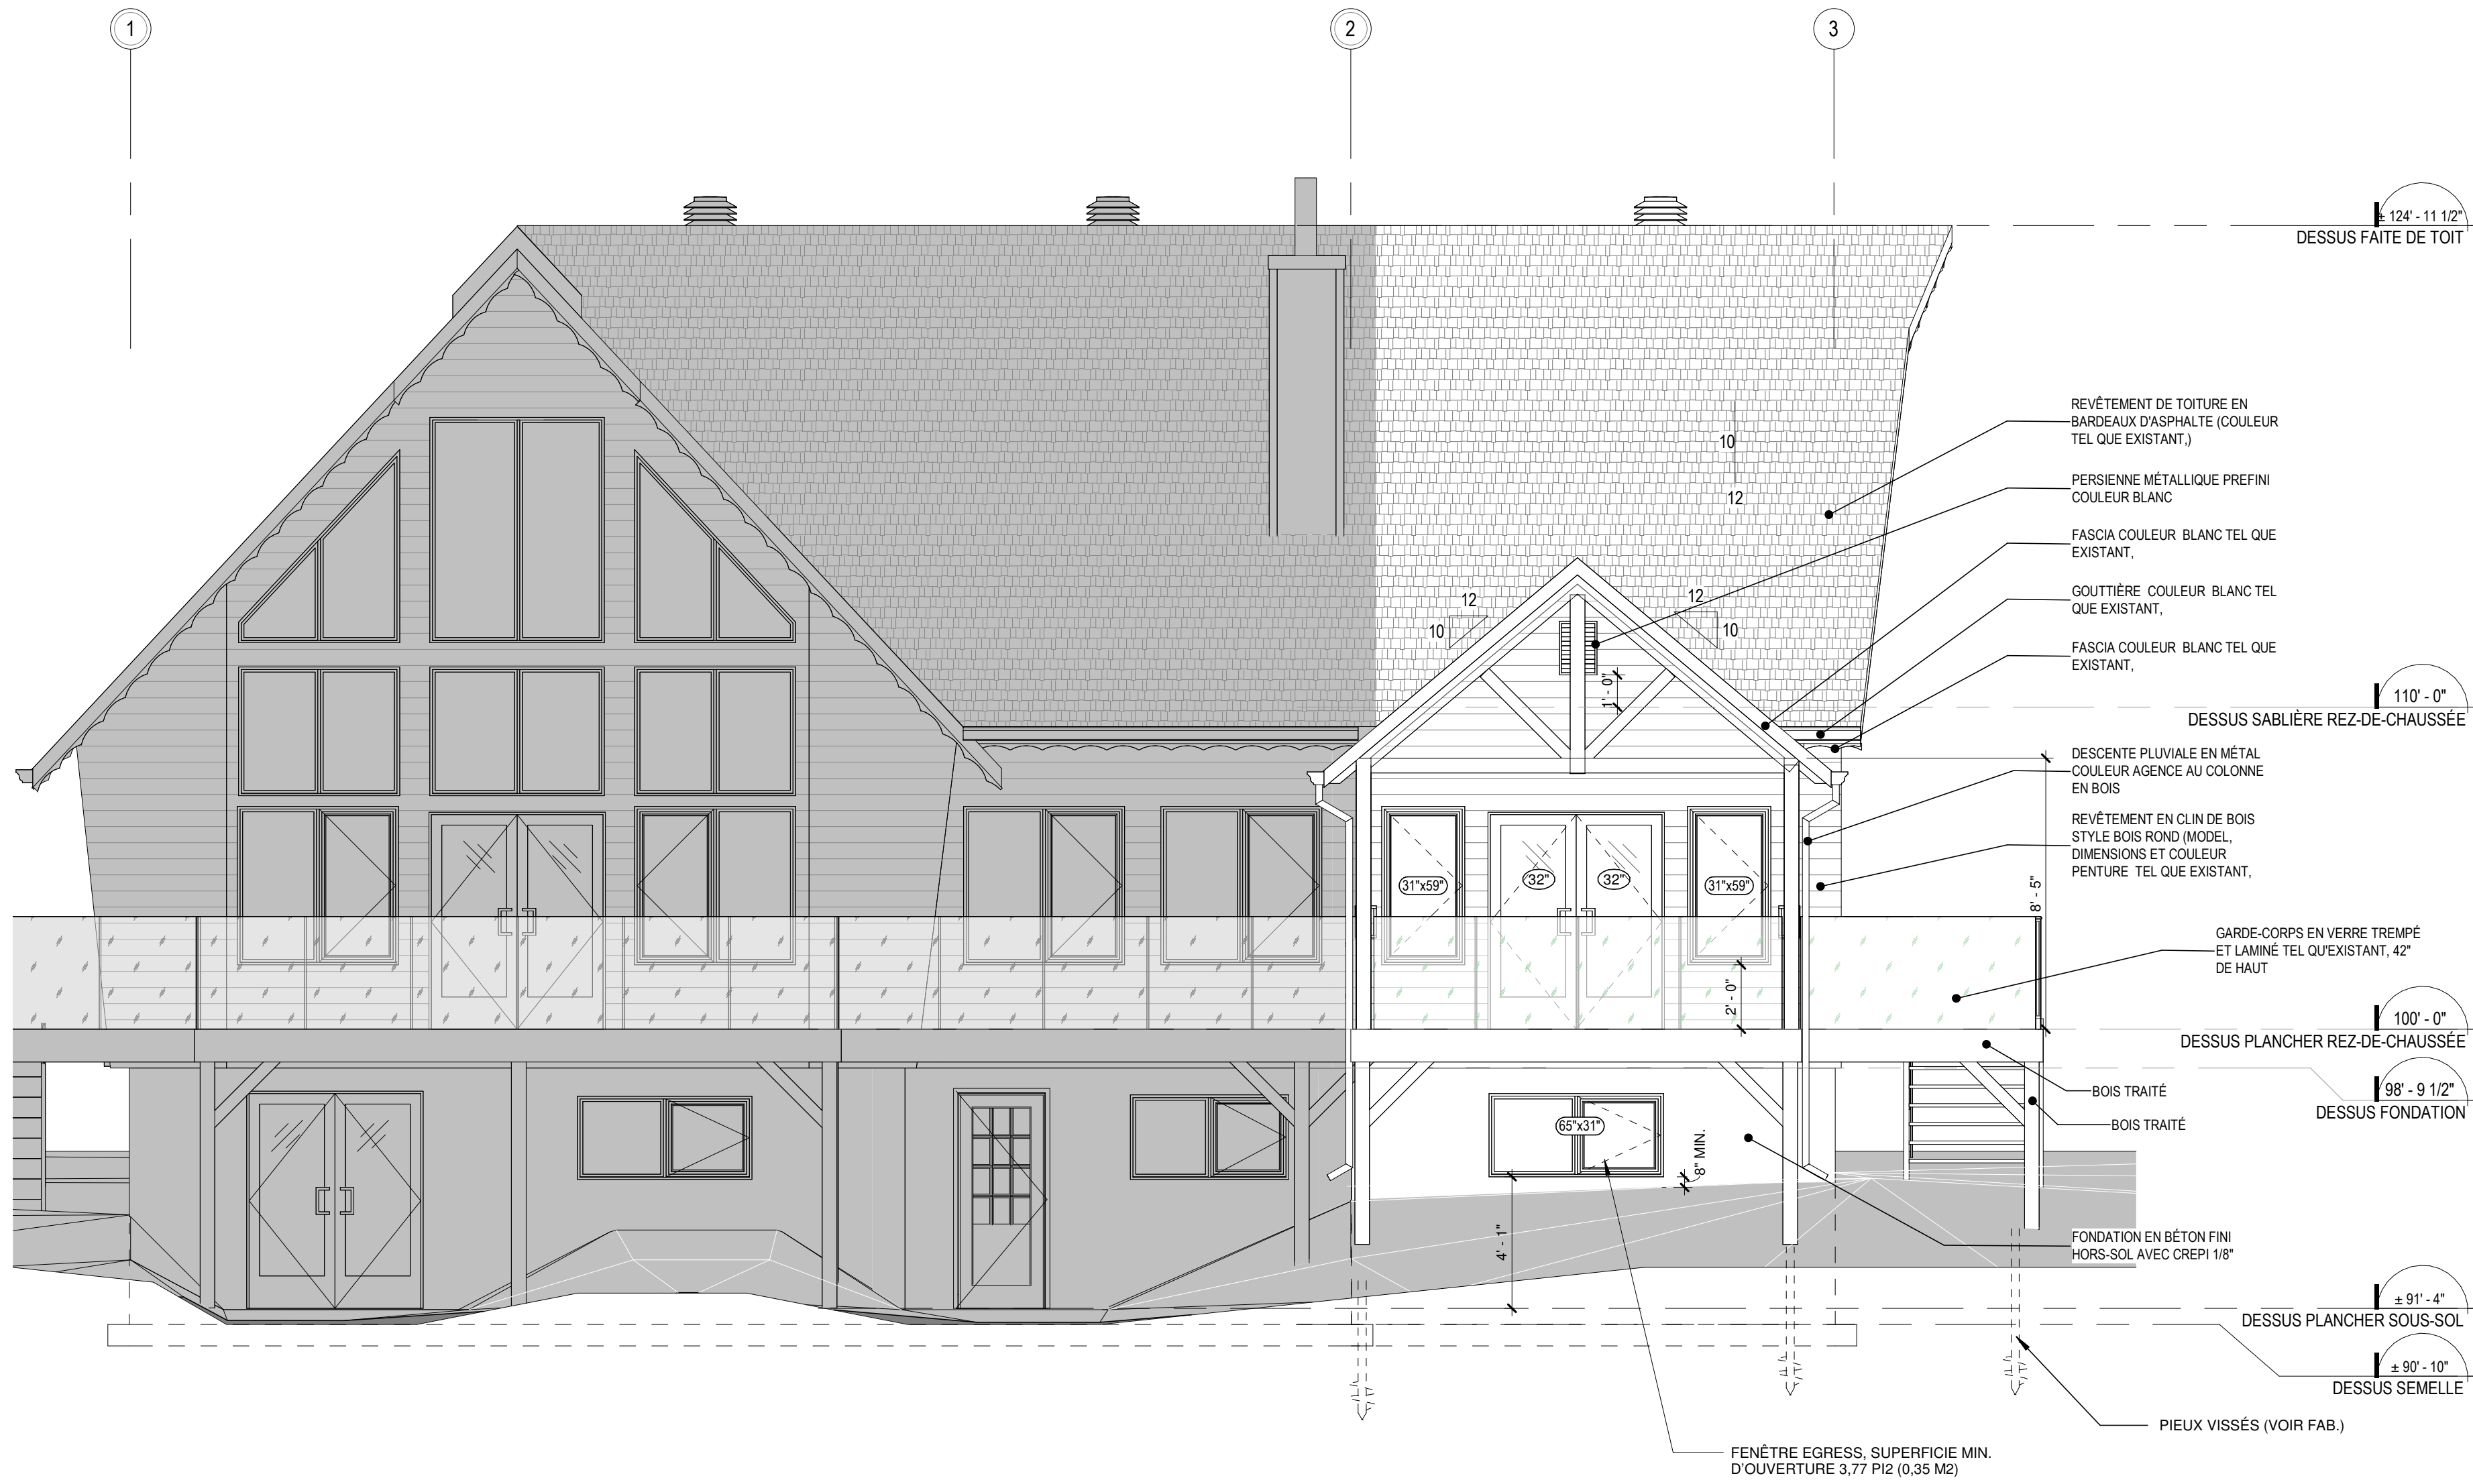 1
2
3
± 124' - 11 1/2"
DESSUS FAITE DE TOIT
REVÊTEMENT DE TOITURE EN
BARDEAUX D'ASPHALTE (COULEUR
TEL QUE EXISTANT,)
10
12
PERSIENNE MÉTALLIQUE PREFINI
COULEUR BLANC
FASCIA COULEUR BLANC TEL QUE
EXISTANT,
12
10
12
10
GOUTTIÈRE COULEUR BLANC TEL
QUE EXISTANT,
FASCIA COULEUR BLANC TEL QUE
EXISTANT,
1' - 0"
110' - 0"
DESSUS SABLIÈRE REZ-DE-CHAUSSÉE
DESCENTE PLUVIALE EN MÉTAL
COULEUR AGENCE AU COLONNE
EN BOIS
REVÊTEMENT EN CLIN DE BOIS
STYLE BOIS ROND (MODEL,
DIMENSIONS ET COULEUR
PENTURE TEL QUE EXISTANT,
31"x59"
32"
32"
31"x59"
8' - 5"
GARDE-CORPS EN VERRE TREMPÉ
ET LAMINÉ TEL QU'EXISTANT, 42"
DE HAUT
2' - 0"
100' - 0"
DESSUS PLANCHER REZ-DE-CHAUSSÉE
BOIS TRAITÉ
98' - 9 1/2"
DESSUS FONDATION
BOIS TRAITÉ
65"x31"
8" MIN.
4' - 1"
FONDATION EN BÉTON FINI
HORS-SOL AVEC CREPI 1/8"
± 91' - 4"
DESSUS PLANCHER SOUS-SOL
± 90' - 10"
DESSUS SEMELLE
PIEUX VISSÉS (VOIR FAB.)
FENÊTRE EGRESS, SUPERFICIE MIN.
D'OUVERTURE 3,77 PI2 (0,35 M2)